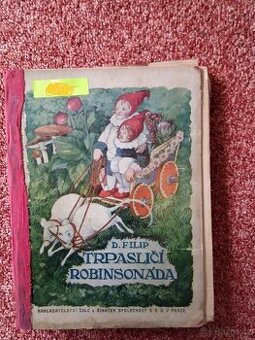 D. FILIP
TRPASLIČÍ
ROBINSONÁDA
NAKLADATELSTVÍ ŠOLC A ŠIMÁČEK SPOLEČNOST S R. O. V PRAZE